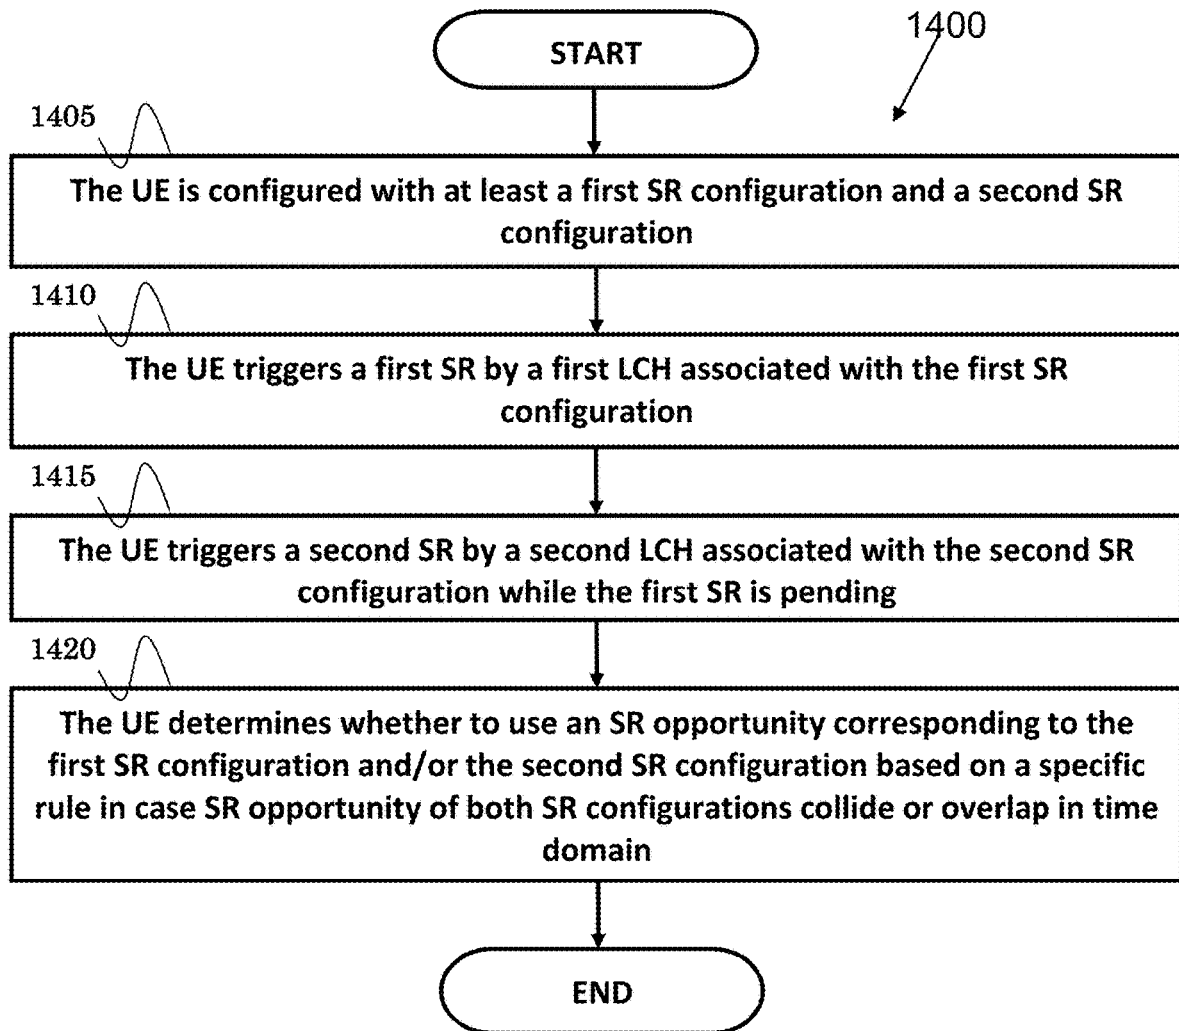 START
1400
1405
The UE is configured with at least a first SR configuration and a second SR
configuration
1410
The UE triggers a first SR by a first LCH associated with the first SR
configuration
1415
The UE triggers a second SR by a second LCH associated with the second SR
configuration while the first SR is pending
1420
The UE determines whether to use an SR opportunity corresponding to the
first SR configuration and/or the second SR configuration based on a specific
rule in case SR opportunity of both SR configurations collide or overlap in time
domain
END